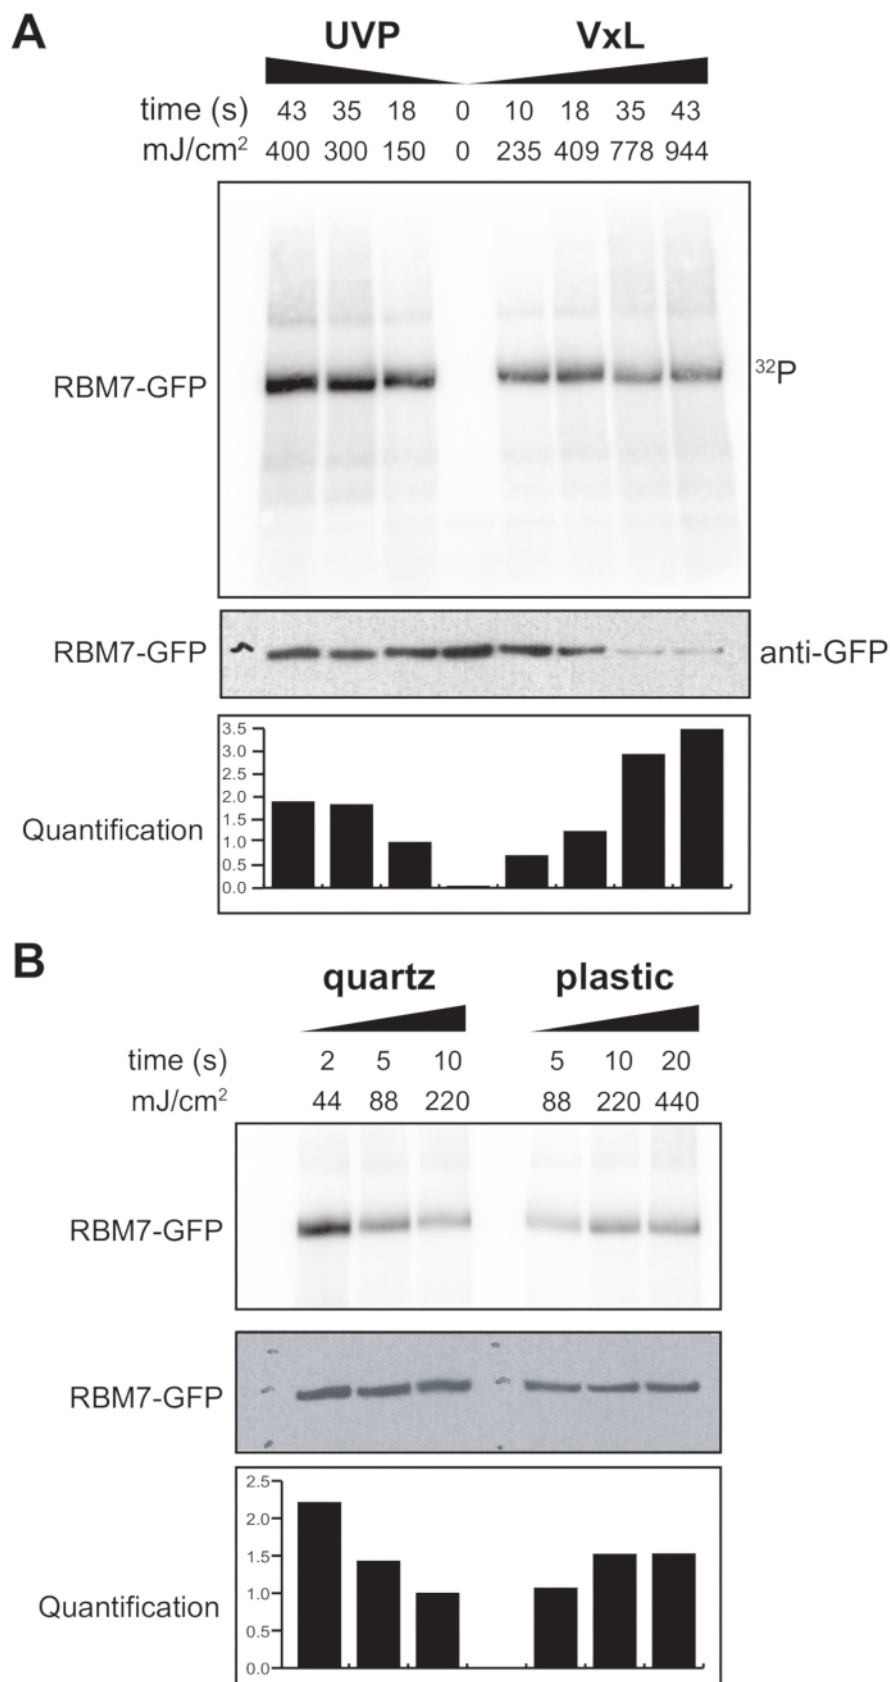 A
UVP VxL
time (s) 43 35 18 0 10 18 35 43
mJ/cm² 400 300 150 0 235 409 778 944
RBM7-GFP ³²P
RBM7-GFP anti-GFP
Quantification
3.5
3.0
2.5
2.0
1.5
1.0
0.5
0.0
B
quartz plastic
time (s) 2 5 10 5 10 20
mJ/cm² 44 88 220 88 220 440
RBM7-GFP
RBM7-GFP
Quantification
2.5
2.0
1.5
1.0
0.5
0.0